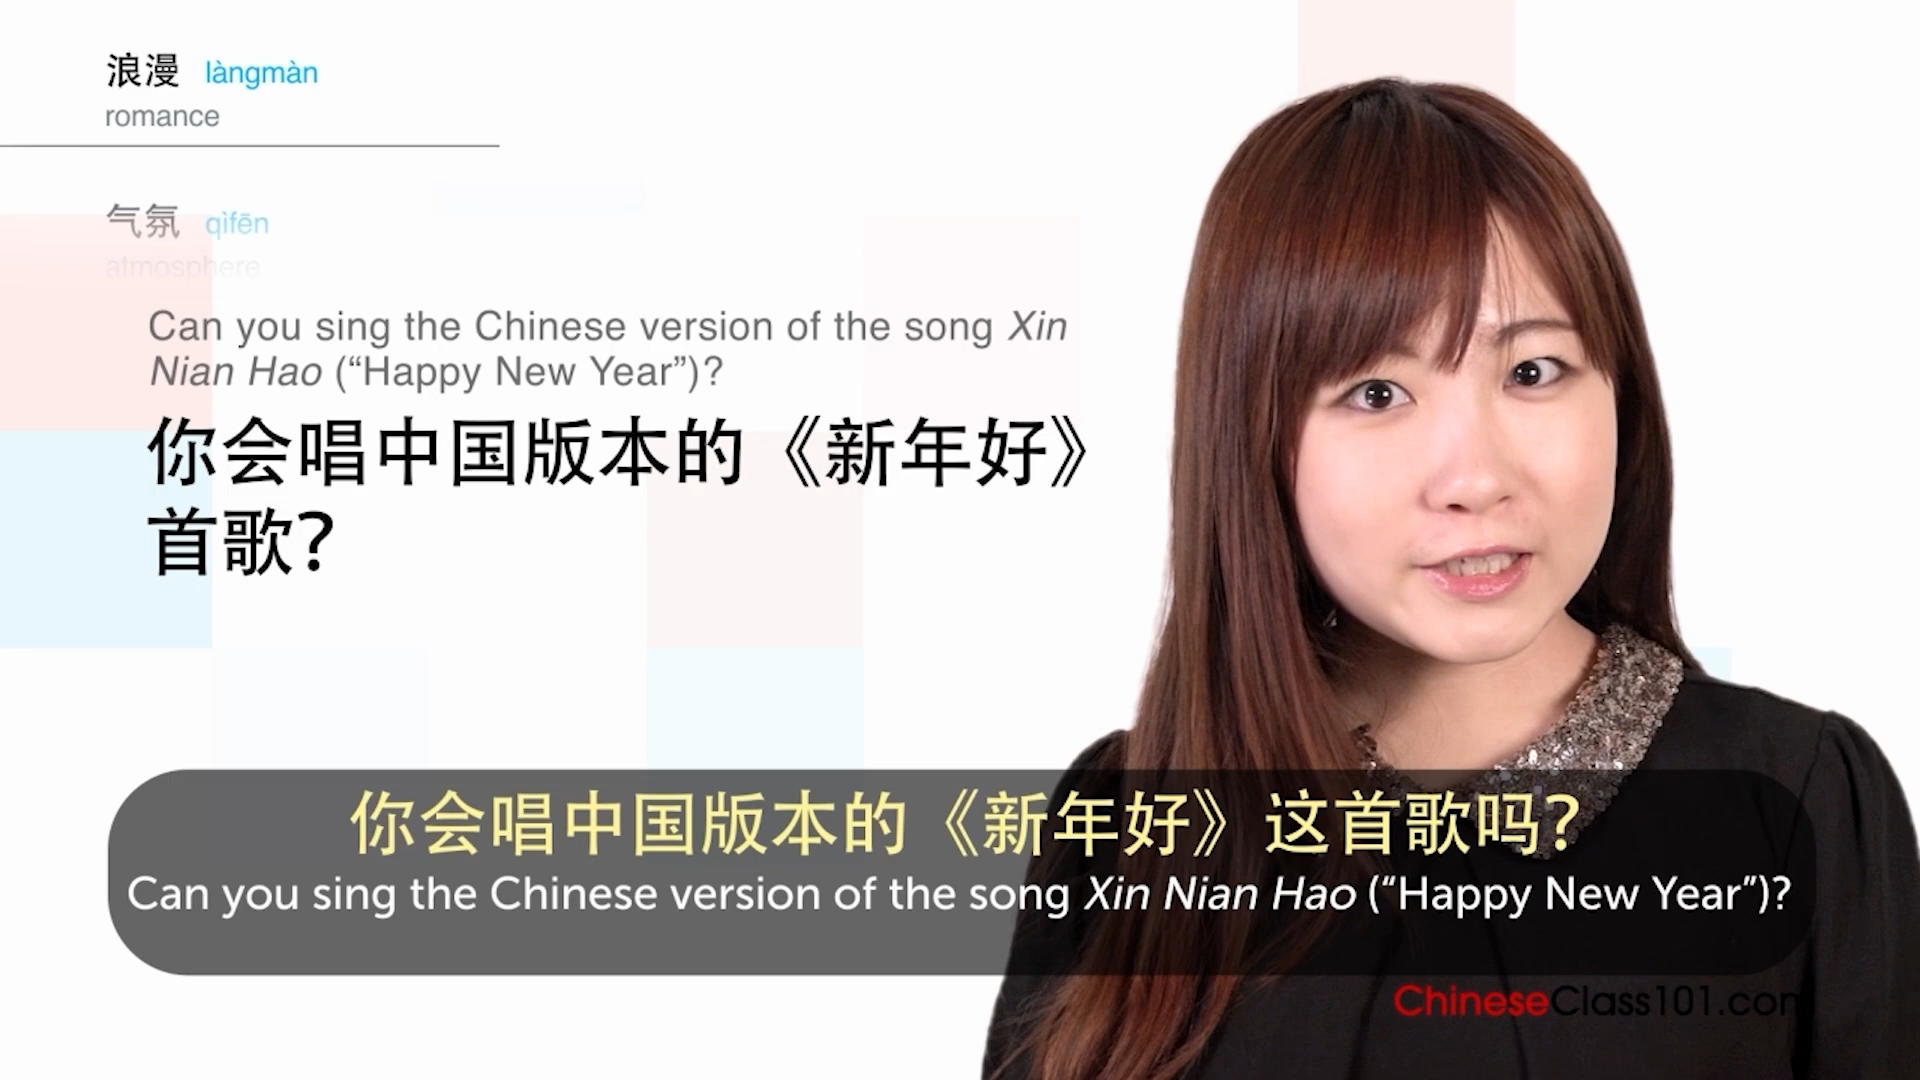 浪漫 làngmàn
romance
气氛 qìfēn
atmosphere
Can you sing the Chinese version of the song Xin
Nian Hao (“Happy New Year”)?
你会唱中国版本的《新年好》
首歌?
你会唱中国版本的《新年好》这首歌吗?
Can you sing the Chinese version of the song Xin Nian Hao (“Happy New Year”)?
ChineseClass101.com